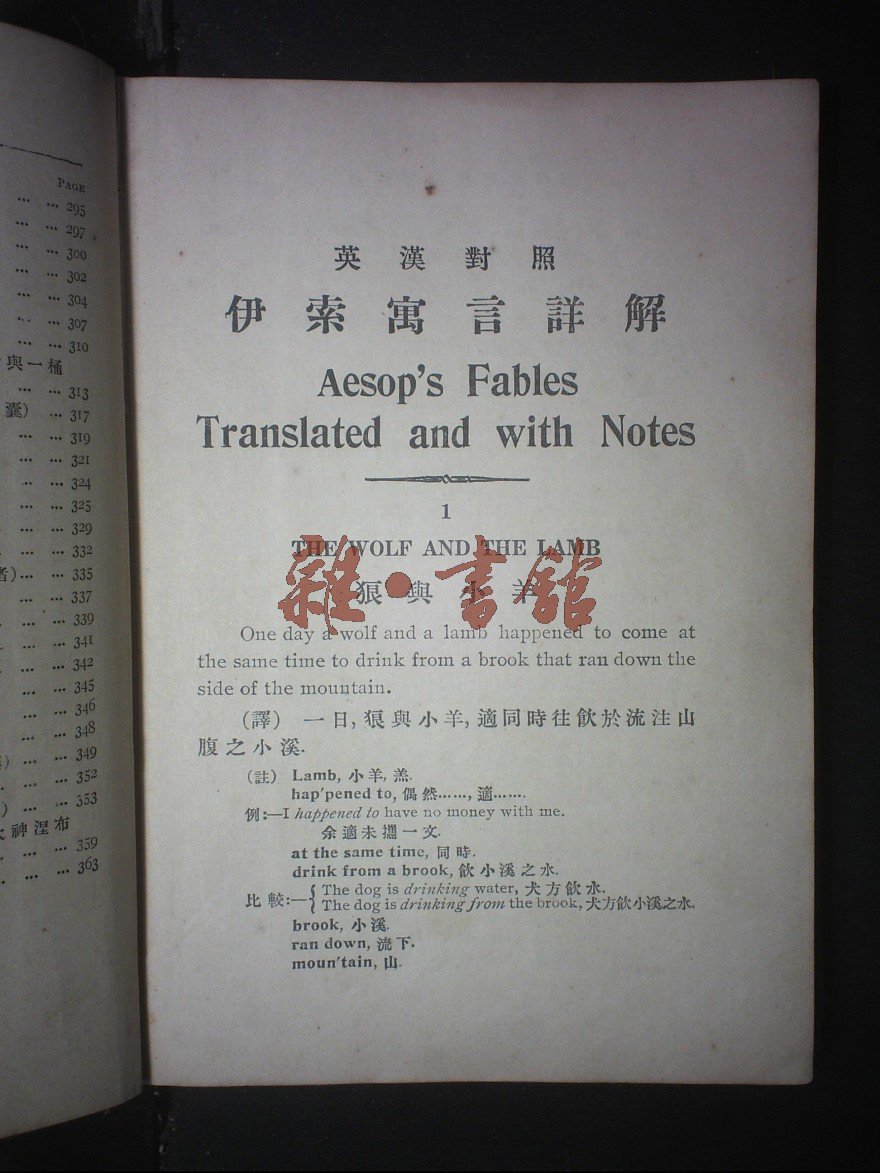 PAGE
... ... 295
... ... 297
... ... 300
... ... 302
... ... 304
... ... 307
... ... 310
與一桶
... ... 313
囊) ... 317
... ... 319
... ... 321
... ... 324
... ... 325
... ... 329
... ... 332
者)... ... 335
... ... 337
... ... 339
... ... 341
... ... 342
... ... 345
... ... 346
... ... 348
) ... ... 349
... ... 352
) ... ... 353
神涅布
... ... 359
... ... 363
英漢對照
伊索寓言詳解
Aesop's Fables
Translated and with Notes
1
THE WOLF AND THE LAMB
狼與小羊
雜·書館
One day a wolf and a lamb happened to come at
the same time to drink from a brook that ran down the
side of the mountain.
(譯) 一日, 狼與小羊, 適同時往飲於流注山
腹之小溪.
(註) Lamb, 小羊, 羔.
hap'pened to, 偶然......, 適.......
例:—I happened to have no money with me.
余適未攜一文.
at the same time, 同時.
drink from a brook, 飲小溪之水.
比較:—{ The dog is drinking water, 犬方飲水.
The dog is drinking from the brook, 犬方飲小溪之水.
brook, 小溪.
ran down, 流下.
moun'tain, 山.